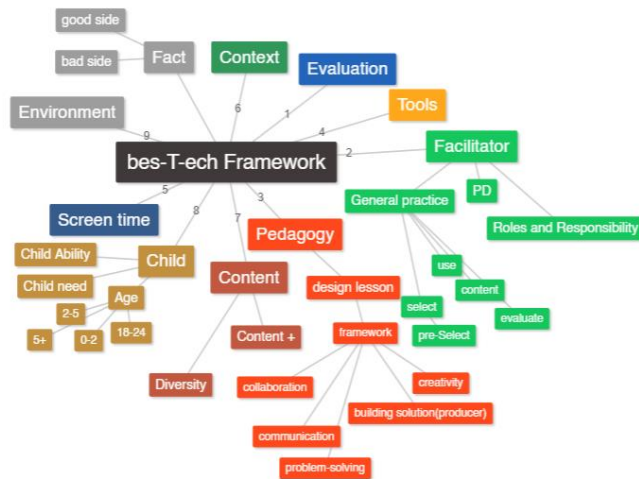 good side
bad side
Fact
Context
Evaluation
Environment
6
1
Tools
9
4
bes-T-ech Framework
2
Facilitator
5
3
8
7
General practice
PD
Screen time
Pedagogy
Roles and Responsibility
Child Ability
Child
Child need
Content
use
design lesson
content
Age
2-5
select
evaluate
5+
0-2
18-24
Content +
framework
pre-Select
Diversity
collaboration
creativity
building solution(producer)
communication
problem-solving